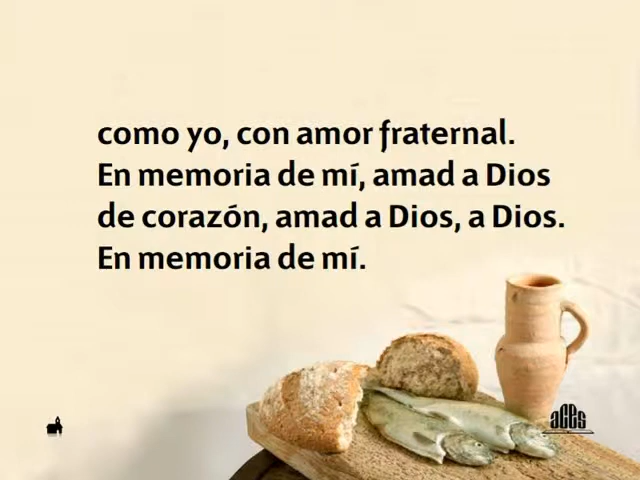 como yo, con amor fraternal.
En memoria de mí, amad a Dios
de corazón, amad a Dios, a Dios.
En memoria de mí.
aces